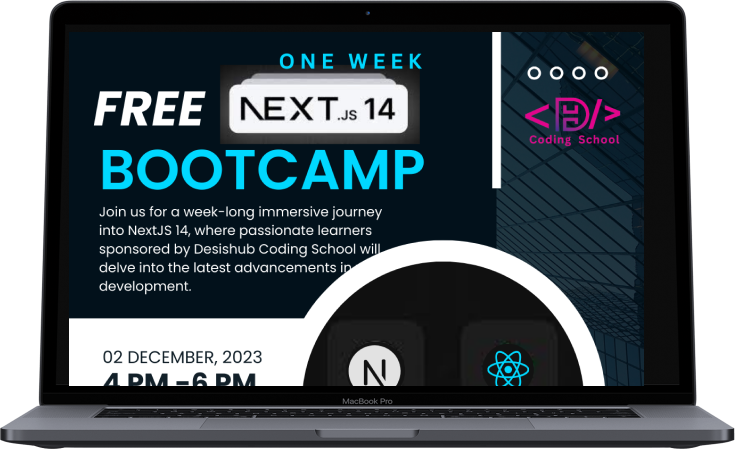 ONE WEEK
FREE NEXT.JS 14
BOOTCAMP
Join us for a week-long immersive journey
into NextJS 14, where passionate learners
sponsored by Desishub Coding School will
delve into the latest advancements in
development.
02 DECEMBER, 2023
4 PM -6 PM
N
<D/>
Coding School
MacBook Pro